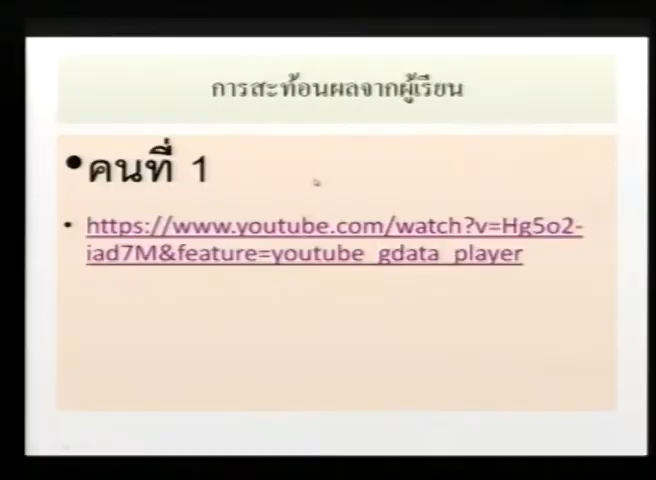 การสะท้อนผลจากผู้เรียน
•คนที่ 1
• https://www.youtube.com/watch?v=Hg5o2-
iad7M&feature=youtube_gdata_player